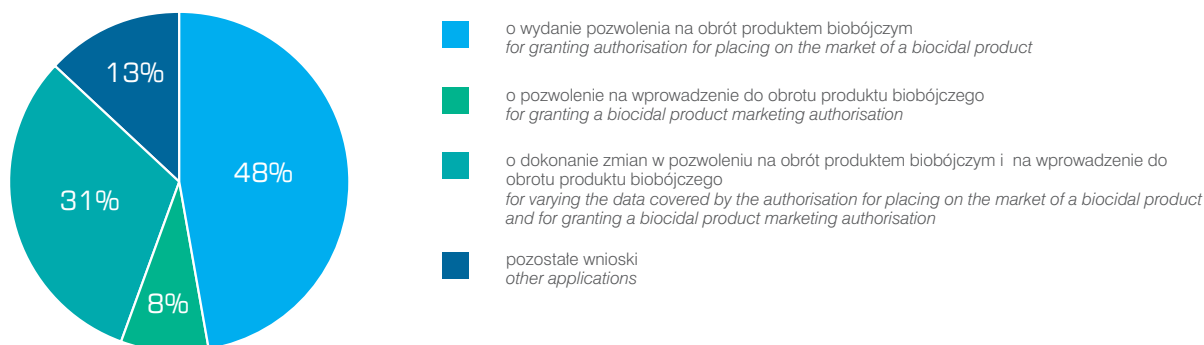 13%
48%
31%
8%
o wydanie pozwolenia na obrót produktem biobójczym
for granting authorisation for placing on the market of a biocidal product
o pozwolenie na wprowadzenie do obrotu produktu biobójczego
for granting a biocidal product marketing authorisation
o dokonanie zmian w pozwoleniu na obrót produktem biobójczym i na wprowadzenie do
obrotu produktu biobójczego
for varying the data covered by the authorisation for placing on the market of a biocidal product
and for granting a biocidal product marketing authorisation
pozostałe wnioski
other applications